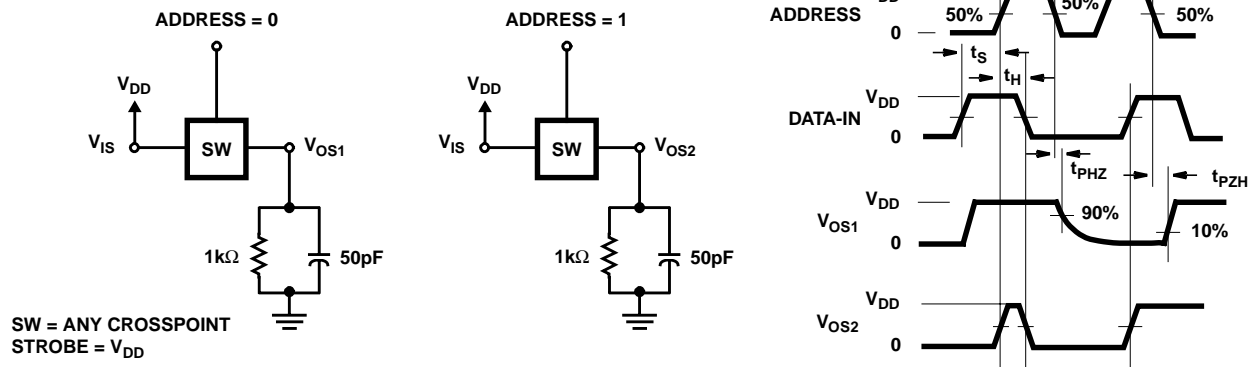 ADDRESS = 0
V_DD
V_IS
SW
V_OS1
1kΩ
50pF
ADDRESS = 1
V_DD
V_IS
SW
V_OS2
1kΩ
50pF
SW = ANY CROSSPOINT
STROBE = V_DD
ADDRESS
DD
0
50%
50%
50%
t_S
t_H
DATA-IN
V_DD
0
t_PHZ
t_PZH
V_OS1
V_DD
0
90%
10%
V_OS2
V_DD
0